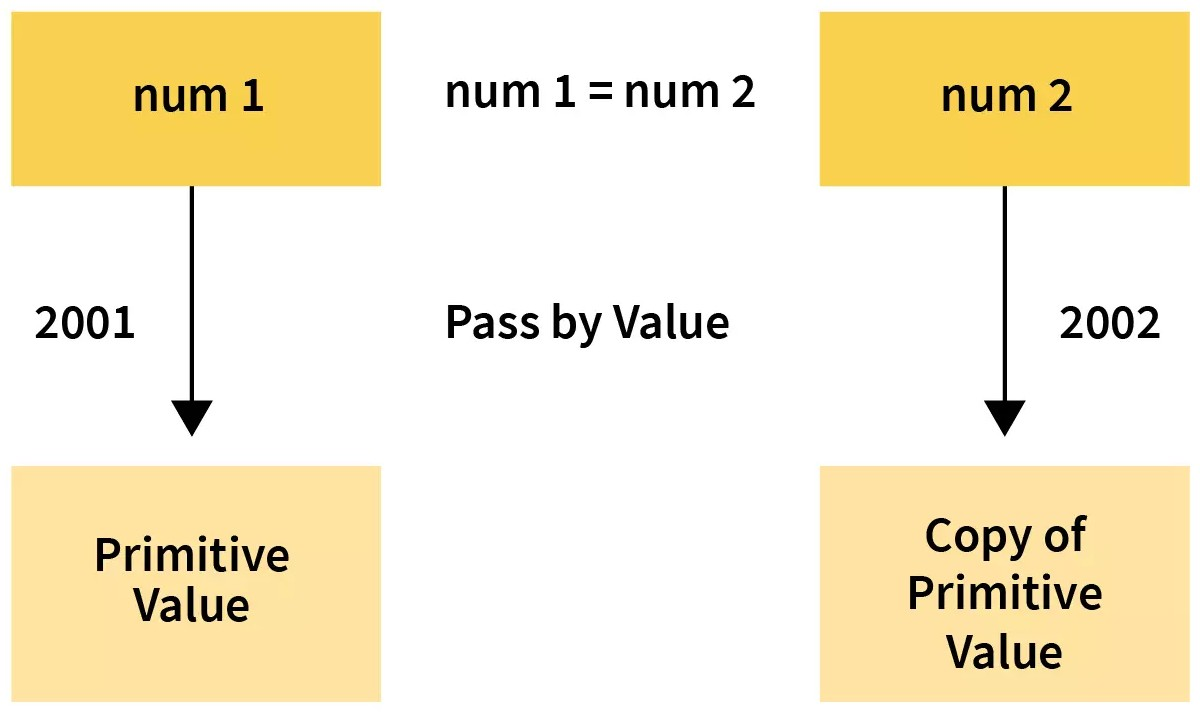 num 1
num 1 = num 2
num 2
2001
Pass by Value
2002
Primitive
Value
Copy of
Primitive
Value